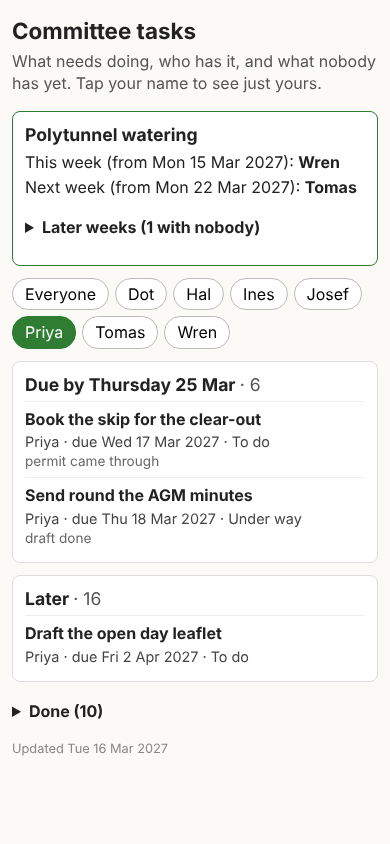 Committee tasks
What needs doing, who has it, and what nobody
has yet. Tap your name to see just yours.
Polytunnel watering
This week (from Mon 15 Mar 2027): Wren
Next week (from Mon 22 Mar 2027): Tomas
Later weeks (1 with nobody)
Everyone Dot Hal Ines Josef
Priya Tomas Wren
Due by Thursday 25 Mar · 6
Book the skip for the clear-out
Priya · due Wed 17 Mar 2027 · To do
permit came through
Send round the AGM minutes
Priya · due Thu 18 Mar 2027 · Under way
draft done
Later · 16
Draft the open day leaflet
Priya · due Fri 2 Apr 2027 · To do
Done (10)
Updated Tue 16 Mar 2027